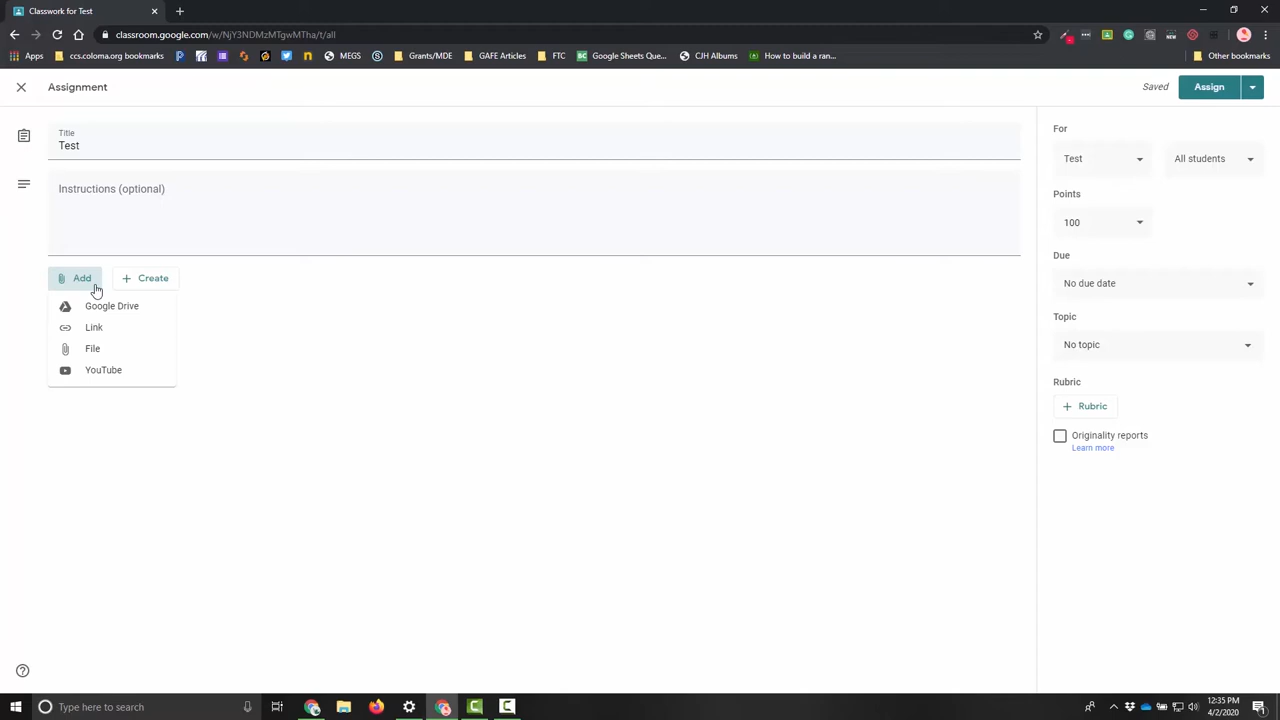 Classwork for Test
classroom.google.com/w/NjY3NDMzMTgwMTha/t/all
Apps
ccs.coloma.org bookmarks
MEGS
Grants/MDE
GAFE Articles
FTC
Google Sheets Que...
CJH Albums
How to build a ran...
Other bookmarks
Assignment
Saved
Assign
Title
Test
Instructions (optional)
Add
Create
Google Drive
Link
File
YouTube
For
Test
All students
Points
100
Due
No due date
Topic
No topic
Rubric
Rubric
Originality reports
Learn more
Type here to search
12:35 PM
4/2/2020